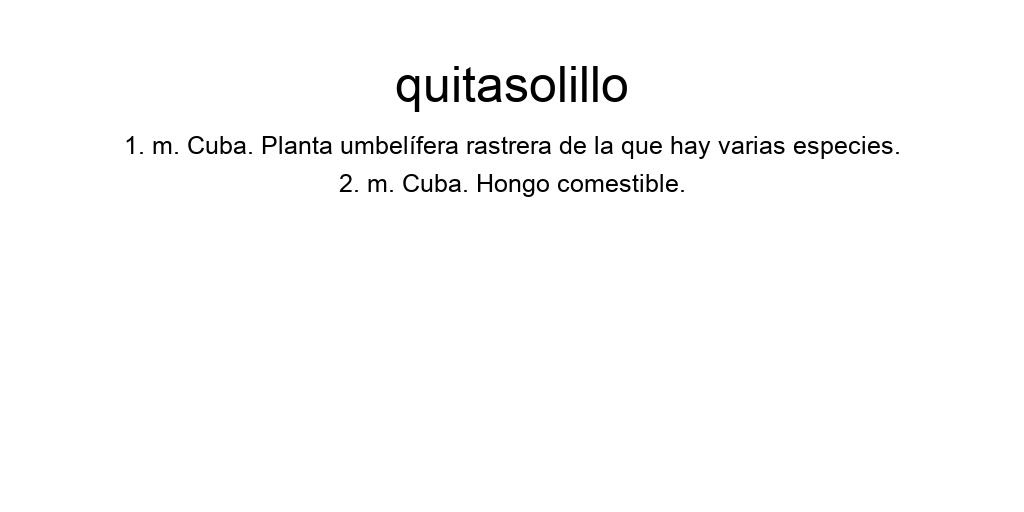 quitasolillo
1. m. Cuba. Planta umbelífera rastrera de la que hay varias especies.
2. m. Cuba. Hongo comestible.